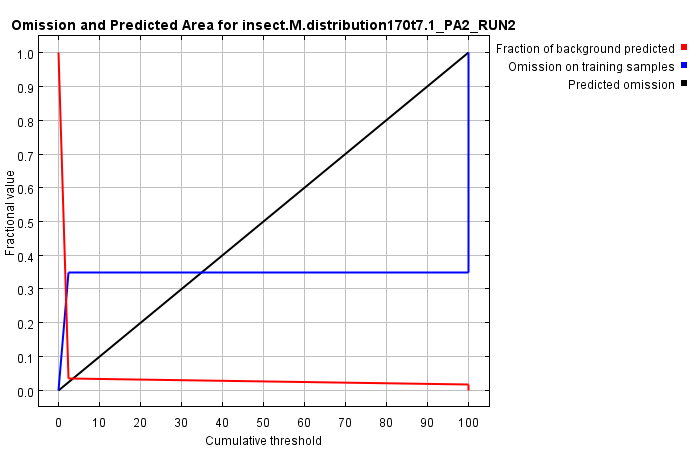 Omission and Predicted Area for insect.M.distribution170t7.1_PA2_RUN2
Fraction of background predicted
Omission on training samples
Predicted omission
Fractional value
1.0
0.9
0.8
0.7
0.6
0.5
0.4
0.3
0.2
0.1
0.0
0 10 20 30 40 50 60 70 80 90 100
Cumulative threshold